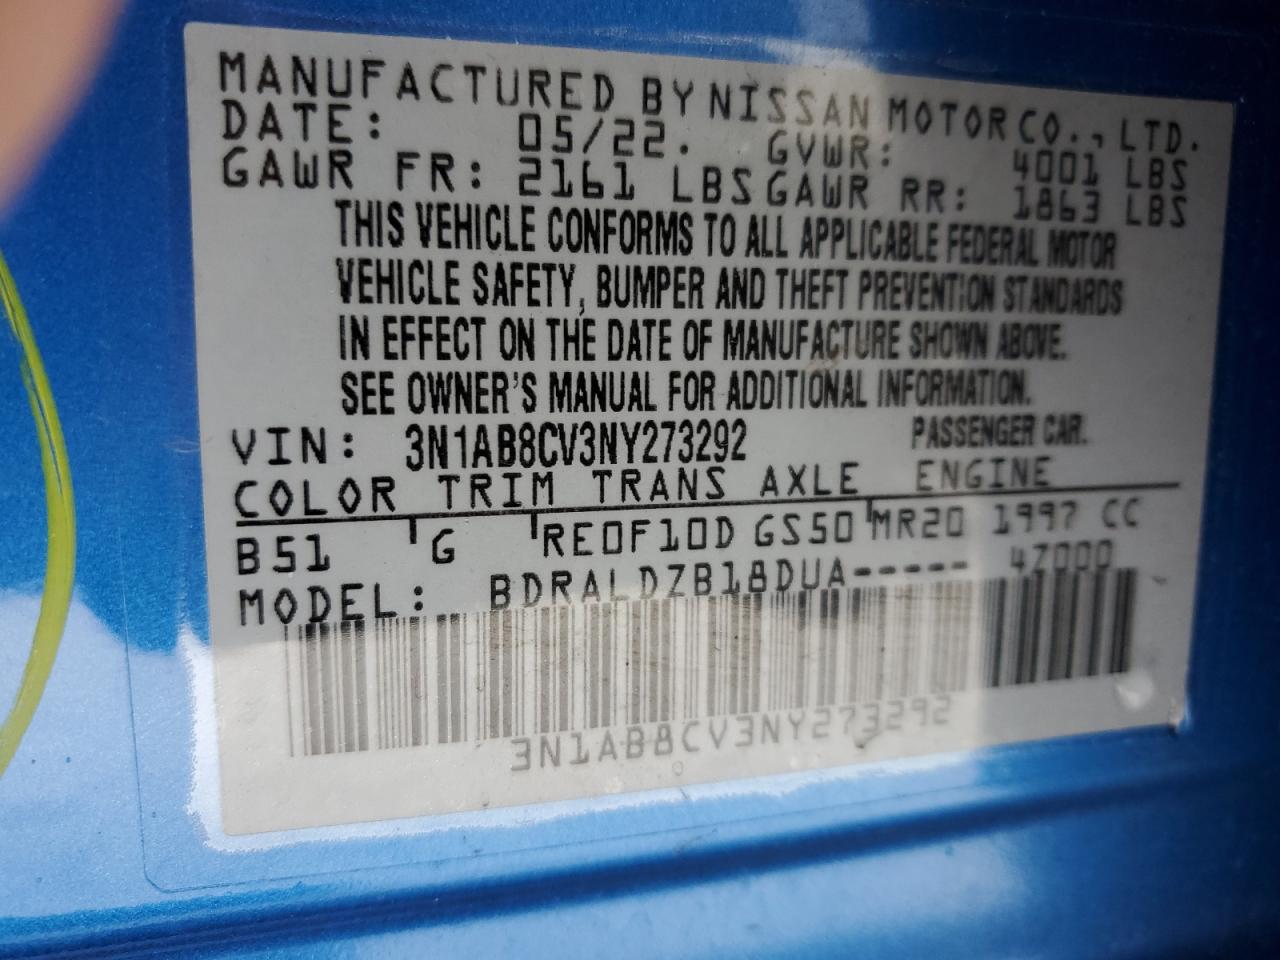 MANUFACTURED BY NISSAN MOTOR CO., LTD.
DATE: 05/22. GVWR: 4001 LBS
GAWR FR: 2161 LBS GAWR RR: 1863 LBS
THIS VEHICLE CONFORMS TO ALL APPLICABLE FEDERAL MOTOR
VEHICLE SAFETY, BUMPER AND THEFT PREVENTION STANDARDS
IN EFFECT ON THE DATE OF MANUFACTURE SHOWN ABOVE.
SEE OWNER'S MANUAL FOR ADDITIONAL INFORMATION.
VIN: 3N1AB8CV3NY273292 PASSENGER CAR.
COLOR TRIM TRANS AXLE ENGINE
B51 G RE0F10D GS50 MR20 1997 CC
MODEL: BDRALDZB18DUA----- 4Z000
3N1AB8CV3NY273292